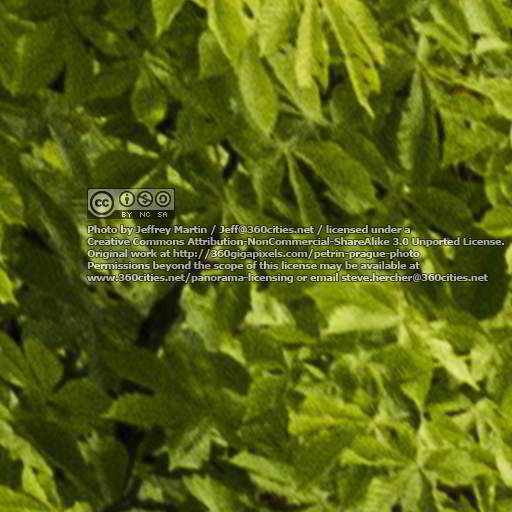 cc
BY NC SA
Photo by Jeffrey Martin / Jeff@360cities.net / licensed under a
Creative Commons Attribution-NonCommercial-ShareAlike 3.0 Unported License.
Original work at http://360gigapixels.com/petrin-prague-photo
Permissions beyond the scope of this license may be available at
www.360cities.net/panorama-licensing or email steve.hercher@360cities.net